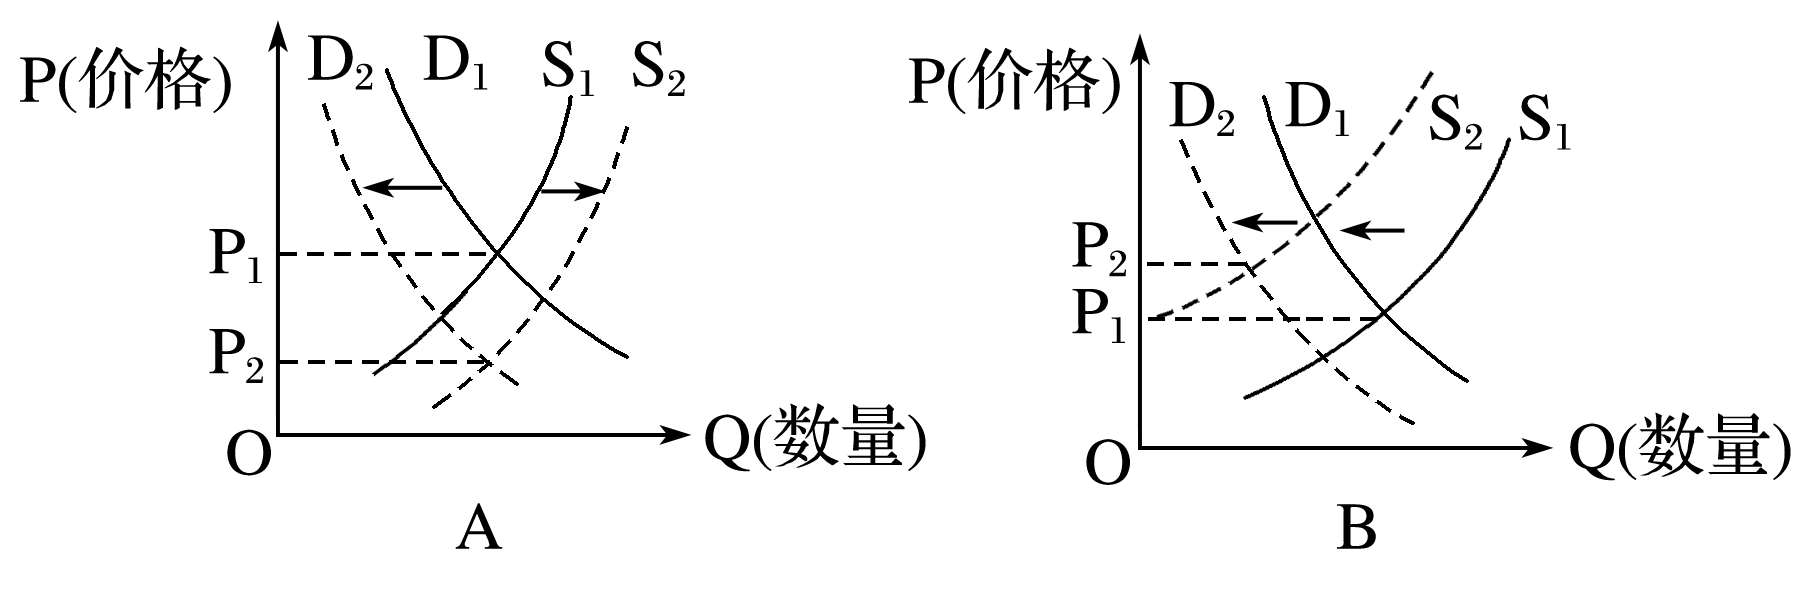 P(价格)
D₂ D₁ S₁ S₂
P₁
P₂
O
Q(数量)
A
P(价格)
D₂ D₁ S₂ S₁
P₂
P₁
O
Q(数量)
B